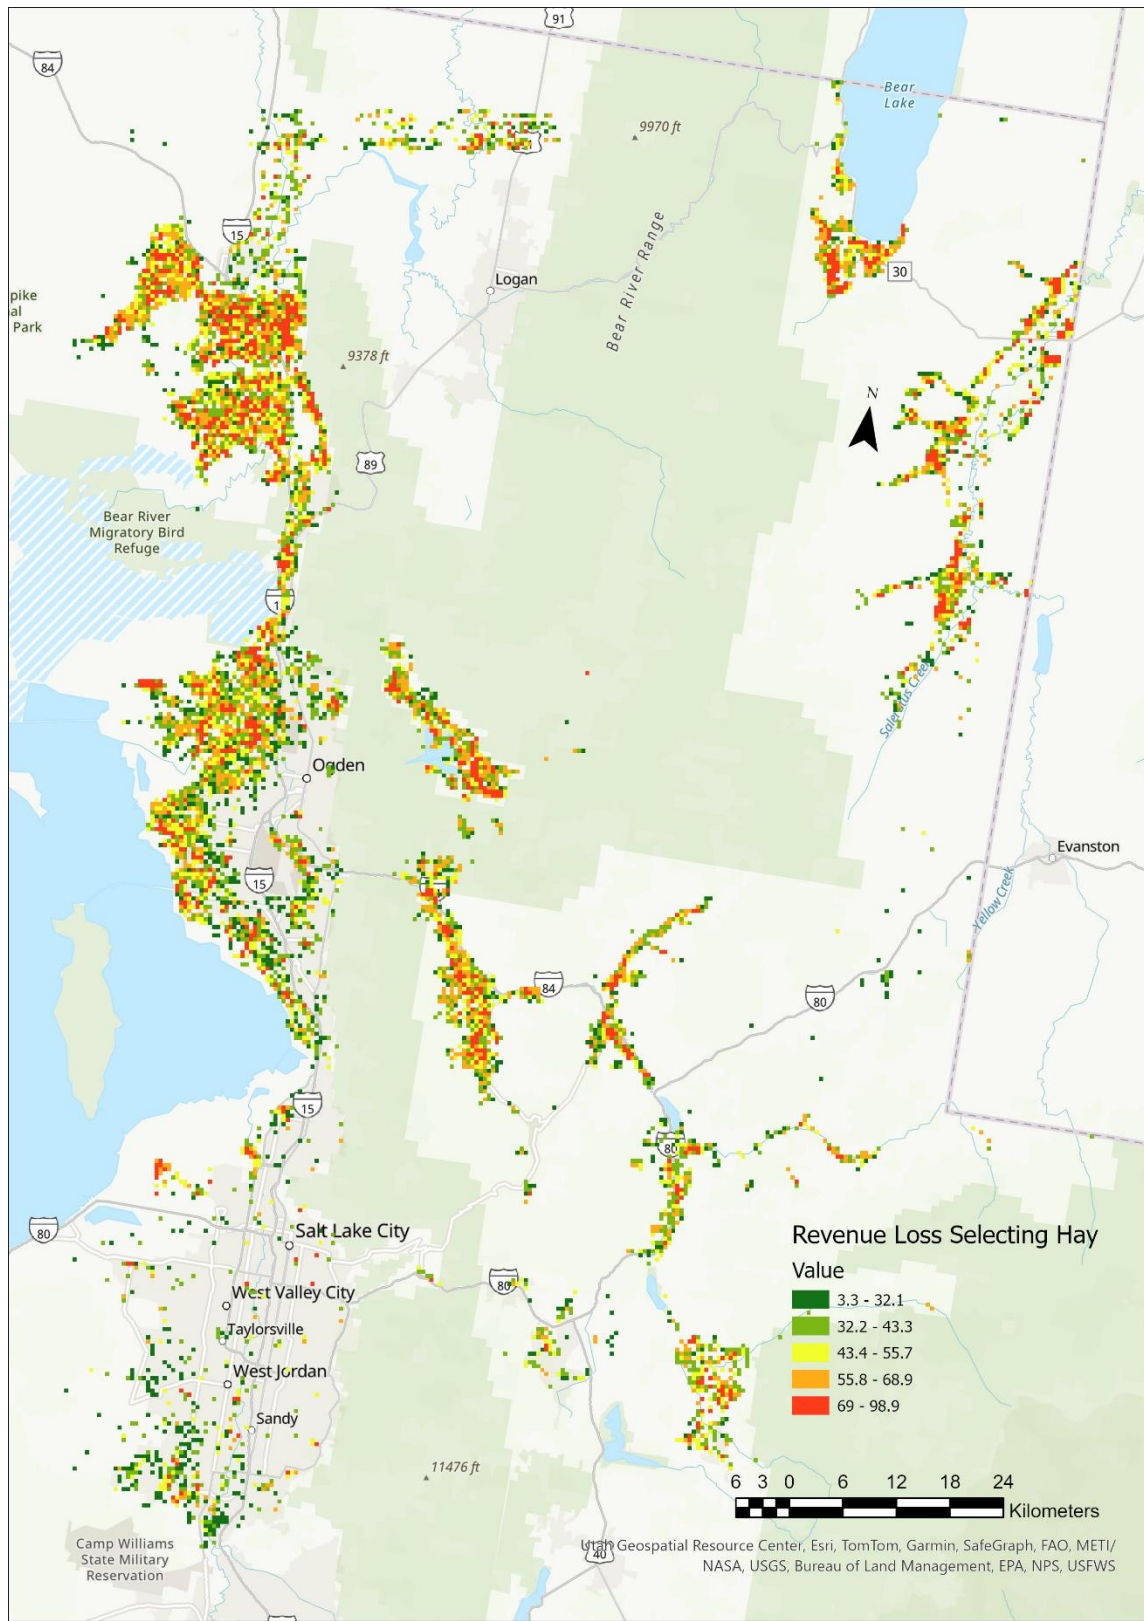 91
84
Bear
Lake
9970 ft
15
Logan
30
pike
al
Park
Bear River Range
9378 ft
N
89
Bear River
Migratory Bird
Refuge
1
Saleratus Creek
Ogden
Evanston
15
Yellow Creek
84
80
15
80
80
Salt Lake City
Revenue Loss Selecting Hay
Value
80
West Valley City
3.3 - 32.1
Taylorsville
32.2 - 43.3
43.4 - 55.7
West Jordan
55.8 - 68.9
69 - 98.9
Sandy
11476 ft
6 3 0 6 12 18 24
Kilometers
Camp Williams
State Military
Reservation
40
Utah Geospatial Resource Center, Esri, TomTom, Garmin, SafeGraph, FAO, METI/
NASA, USGS, Bureau of Land Management, EPA, NPS, USFWS